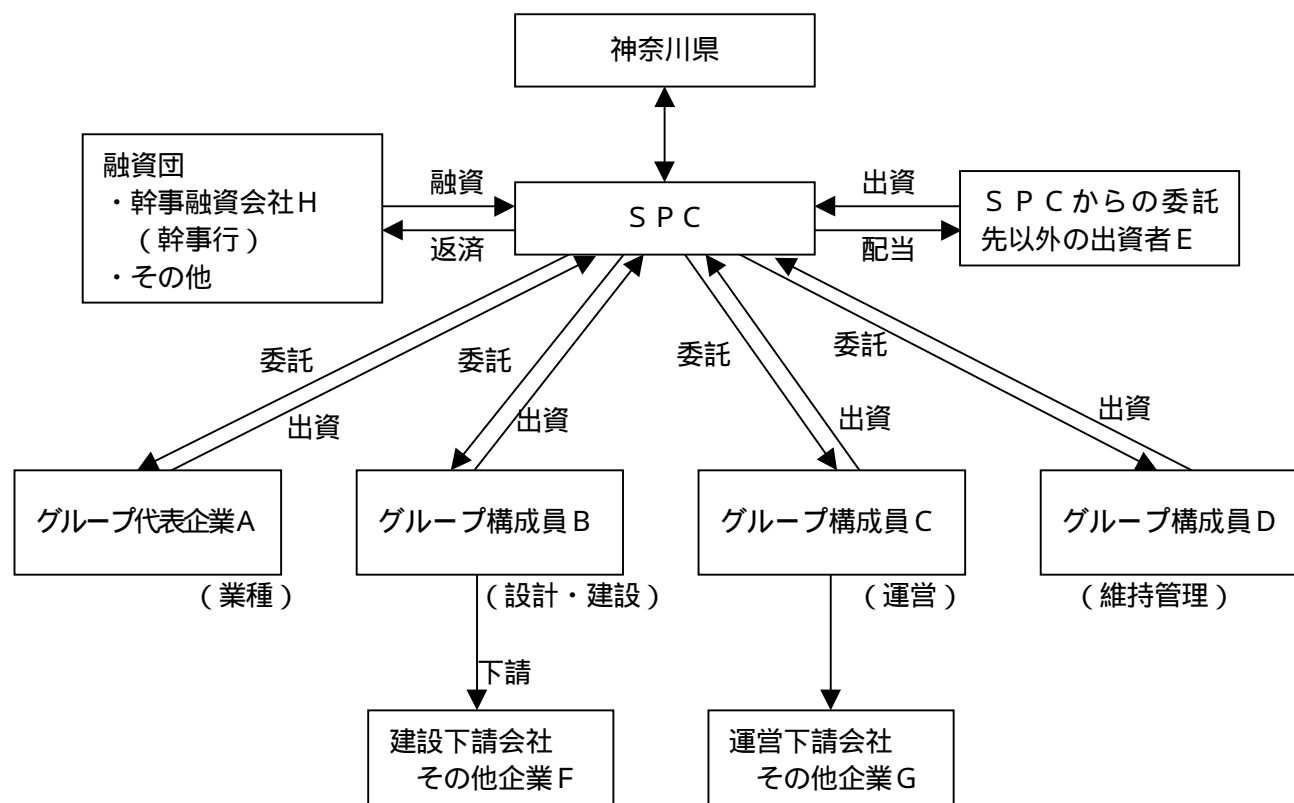 神奈川県
融資団
・幹事融資会社H
（幹事行）
・その他
融資
返済
SPC
出資
配当
SPCからの委託
先以外の出資者E
委託
出資
委託
出資
委託
出資
委託
出資
グループ代表企業A
（業種）
グループ構成員B
（設計・建設）
グループ構成員C
（運営）
グループ構成員D
（維持管理）
下請
建設下請会社
その他企業F
運営下請会社
その他企業G